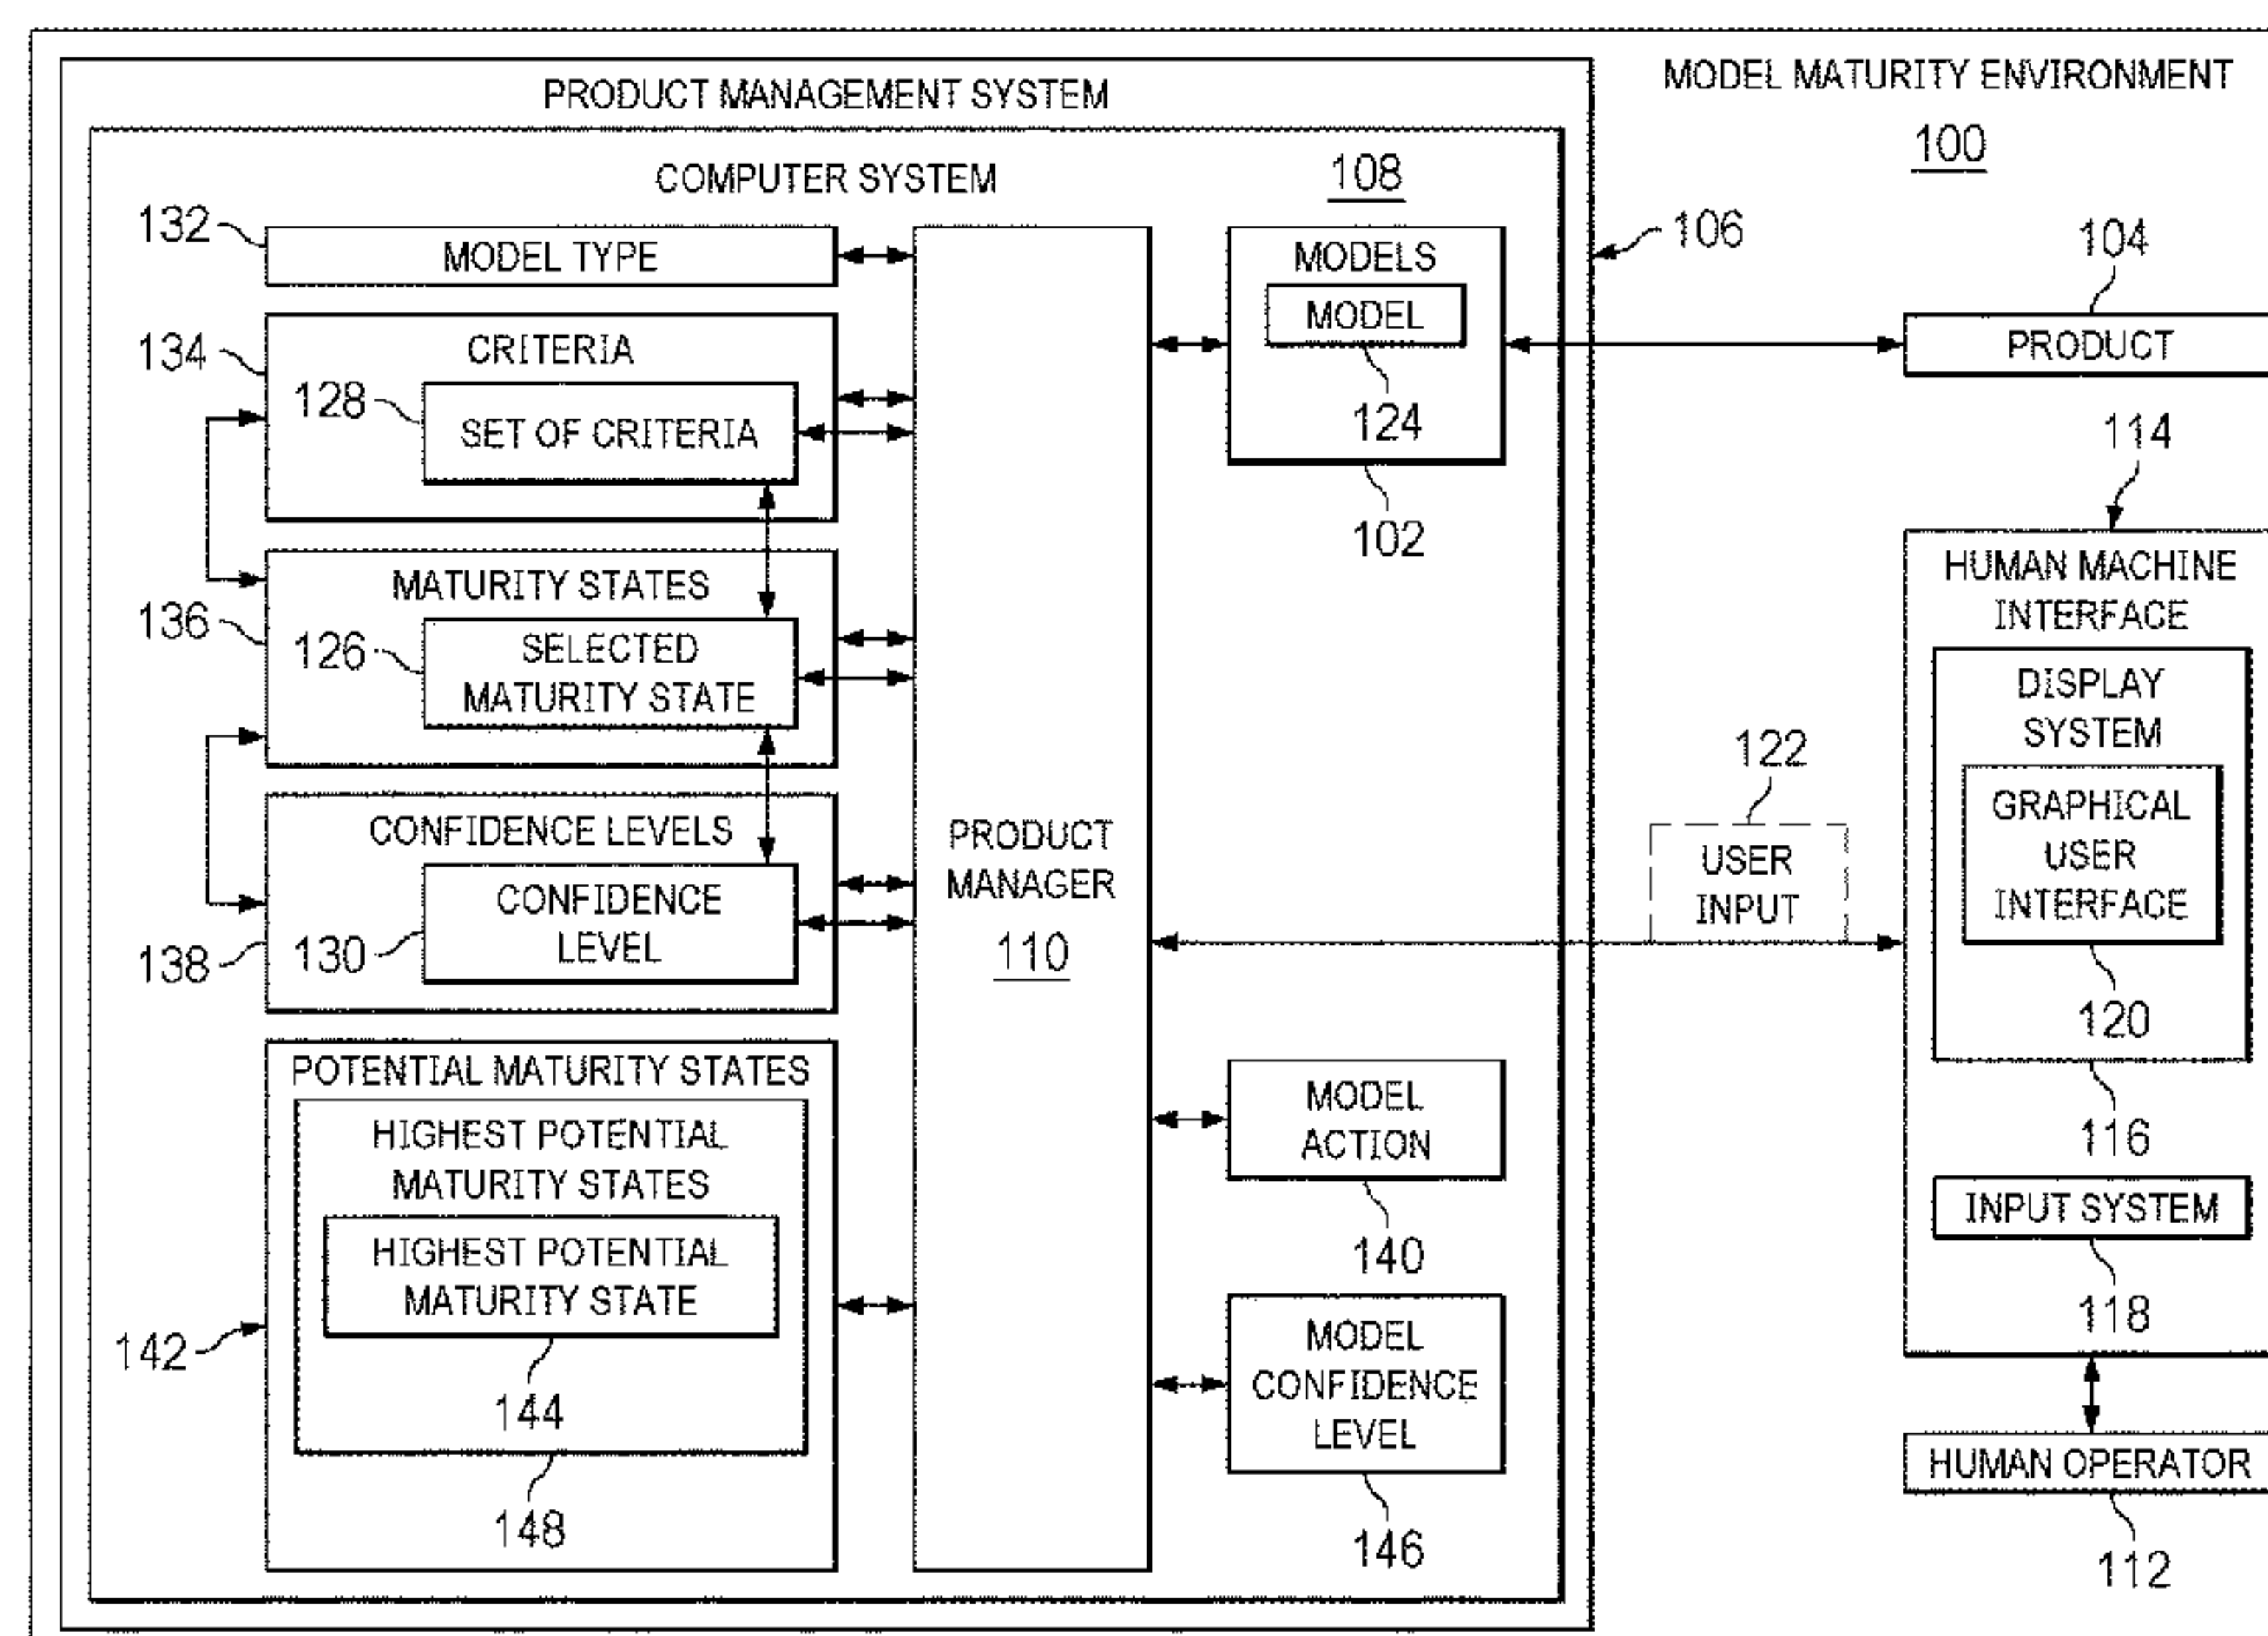 PRODUCT MANAGEMENT SYSTEM
MODEL MATURITY ENVIRONMENT
100
COMPUTER SYSTEM
108
106
132
MODEL TYPE
134
CRITERIA
128
SET OF CRITERIA
136
MATURITY STATES
126
SELECTED
MATURITY STATE
138
CONFIDENCE LEVELS
130
CONFIDENCE
LEVEL
142
POTENTIAL MATURITY STATES
HIGHEST POTENTIAL
MATURITY STATES
HIGHEST POTENTIAL
MATURITY STATE
144
148
PRODUCT
MANAGER
110
MODELS
MODEL
124
102
MODEL
ACTION
140
MODEL
CONFIDENCE
LEVEL
146
122
USER
INPUT
104
PRODUCT
114
HUMAN MACHINE
INTERFACE
DISPLAY
SYSTEM
GRAPHICAL
USER
INTERFACE
120
116
INPUT SYSTEM
118
HUMAN OPERATOR
112